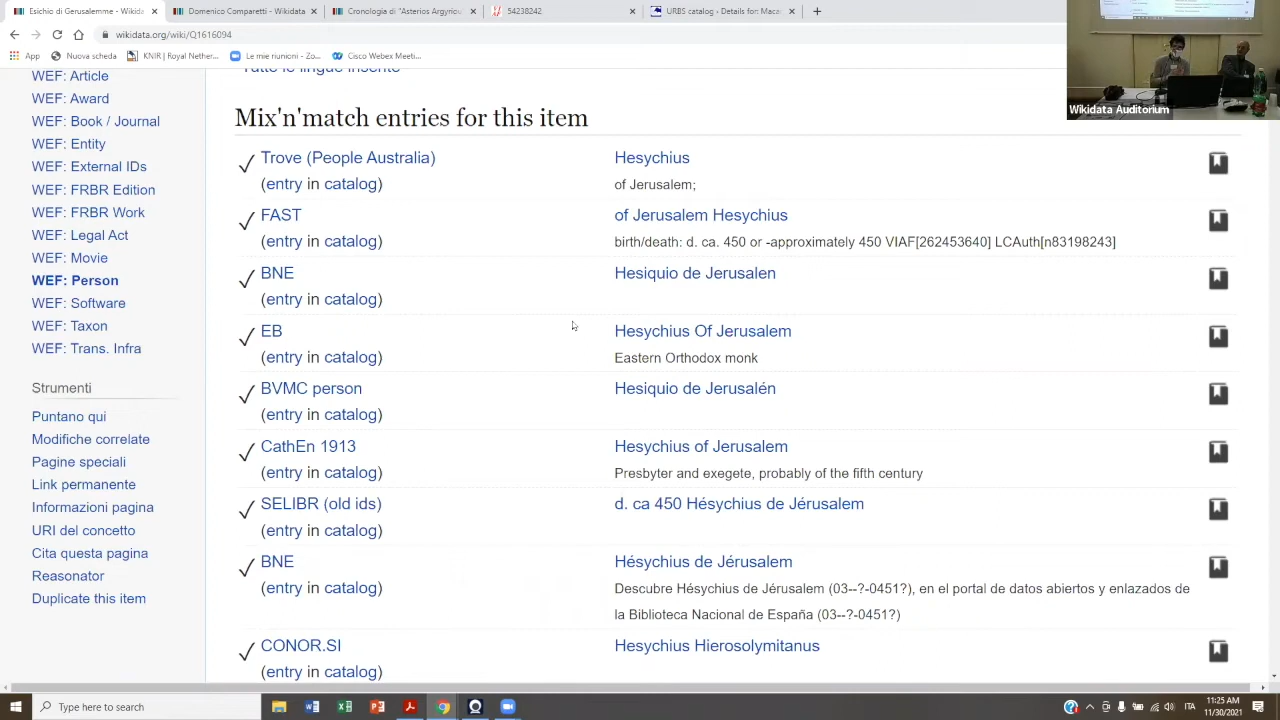 Esichio di Gerusalemme - Wikida
Domenico Comparetti - Wikidata
54238242
URBS catalog - Details for: Maca
wikidata.org/wiki/Q1616094
App
Nuova scheda
KNIR | Royal Nether...
Le mie riunioni - Zo...
Cisco Webex Meeti...
Wikidata Auditorium
WEF: Article
WEF: Award
WEF: Book / Journal
WEF: Entity
WEF: External IDs
WEF: FRBR Edition
WEF: FRBR Work
WEF: Legal Act
WEF: Movie
WEF: Person
WEF: Software
WEF: Taxon
WEF: Trans. Infra
Strumenti
Puntano qui
Modifiche correlate
Pagine speciali
Link permanente
Informazioni pagina
URI del concetto
Cita questa pagina
Reasonator
Duplicate this item
Tutte le lingue inserite
Mix'n'match entries for this item
Trove (People Australia)
(entry in catalog)
Hesychius
of Jerusalem;
FAST
(entry in catalog)
of Jerusalem Hesychius
birth/death: d. ca. 450 or -approximately 450 VIAF[262453640] LCAuth[n83198243]
BNE
(entry in catalog)
Hesiquio de Jerusalen
EB
(entry in catalog)
Hesychius Of Jerusalem
Eastern Orthodox monk
BVMC person
(entry in catalog)
Hesiquio de Jerusalén
CathEn 1913
(entry in catalog)
Hesychius of Jerusalem
Presbyter and exegete, probably of the fifth century
SELIBR (old ids)
(entry in catalog)
d. ca 450 Hésychius de Jérusalem
BNE
(entry in catalog)
Hésychius de Jérusalem
Descubre Hésychius de Jérusalem (03--?-0451?), en el portal de datos abiertos y enlazados de
la Biblioteca Nacional de España (03--?-0451?)
CONOR.SI
(entry in catalog)
Hesychius Hierosolymitanus
Type here to search
ITA
11:25 AM
11/30/2021